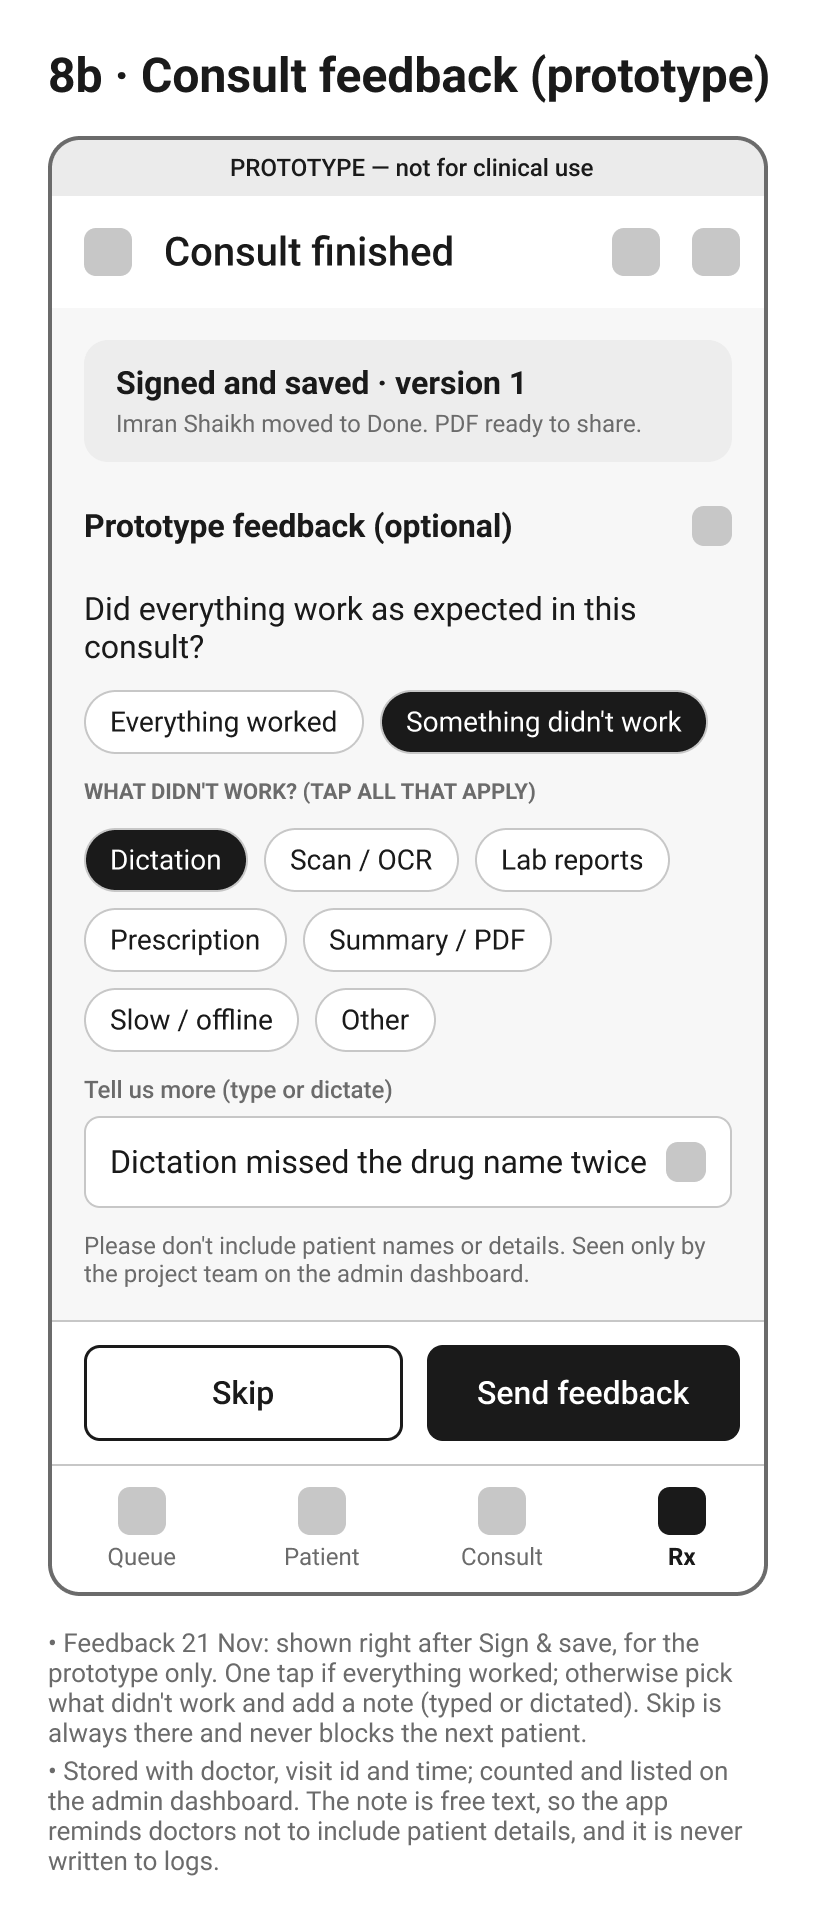 8b · Consult feedback (prototype)
PROTOTYPE — not for clinical use
Consult finished
Signed and saved · version 1
Imran Shaikh moved to Done. PDF ready to share.
Prototype feedback (optional)
Did everything work as expected in this
consult?
Everything worked
Something didn't work
WHAT DIDN'T WORK? (TAP ALL THAT APPLY)
Dictation
Scan / OCR
Lab reports
Prescription
Summary / PDF
Slow / offline
Other
Tell us more (type or dictate)
Dictation missed the drug name twice
Please don't include patient names or details. Seen only by
the project team on the admin dashboard.
Skip
Send feedback
Queue
Patient
Consult
Rx
• Feedback 21 Nov: shown right after Sign & save, for the
prototype only. One tap if everything worked; otherwise pick
what didn't work and add a note (typed or dictated). Skip is
always there and never blocks the next patient.
• Stored with doctor, visit id and time; counted and listed on
the admin dashboard. The note is free text, so the app
reminds doctors not to include patient details, and it is never
written to logs.